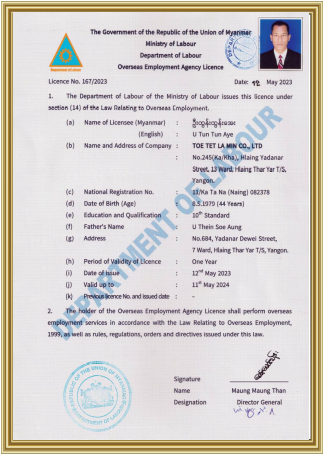 The Government of the Republic of the Union of Myanmar
Ministry of Labour
Department of Labour
Overseas Employment Agency Licence
Licence No. 167/2023
Date: 12 May 2023
1. The Department of Labour of the Ministry of Labour issues this licence under
section (14) of the Law Relating to Overseas Employment.
(a) Name of Licensee (Myanmar) : ဦးထွန်းထွန်းအေး
(English) : U Tun Tun Aye
(b) Name and Address of Company : TOE TET LA MIN CO., LTD
No.245(Ka/Kha), Hlaing Yadanar
Street, 13 Ward, Hlaing Thar Yar T/S,
Yangon.
(c) National Registration No. : 13/Ka Ta Na (Naing) 082378
(d) Date of Birth (Age) : 8.5.1979 (44 Years)
(e) Education and Qualification : 10th Standard
(f) Father's Name : U Thein Soe Aung
(g) Address : No.684, Yadanar Dewei Street,
7 Ward, Hlaing Thar Yar T/S, Yangon.
(h) Period of Validity of Licence : One Year
(i) Date of Issue : 12nd May 2023
(j) Valid up to : 11st May 2024
(k) Previous licence No. and issued date : -
2. The holder of the Overseas Employment Agency Licence shall perform overseas
employment services in accordance with the Law Relating to Overseas Employment,
1999, as well as rules, regulations, orders and directives issued under this law.
DEPARTMENT OF LABOUR
Signature
Name Maung Maung Than
Designation Director General